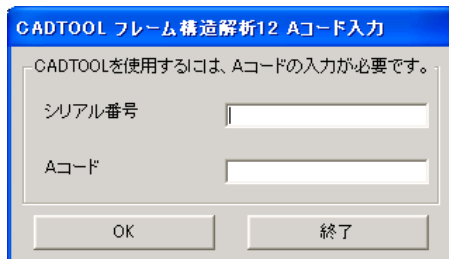 CADTOOL フレーム構造解析12 Aコード入力
CADTOOLを使用するには、Aコードの入力が必要です。
シリアル番号
Aコード
OK 終了